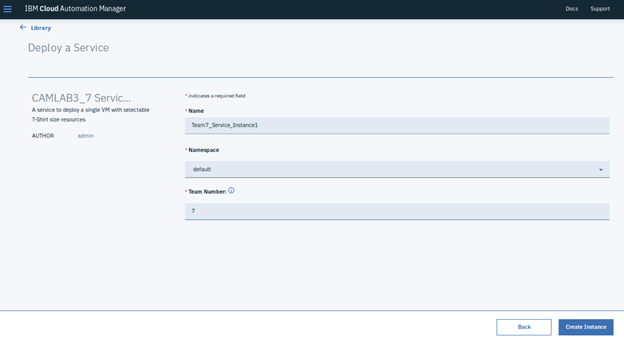 IBM Cloud Automation Manager
Docs
Support
Library
Deploy a Service
CAMLAB3_7 Servic...
A service to deploy a single VM with selectable
T-Shirt size resources
AUTHOR admin
* indicates a required field
* Name
Team7_Service_Instance1
* Namespace
default
* Team Number:
7
Back
Create Instance